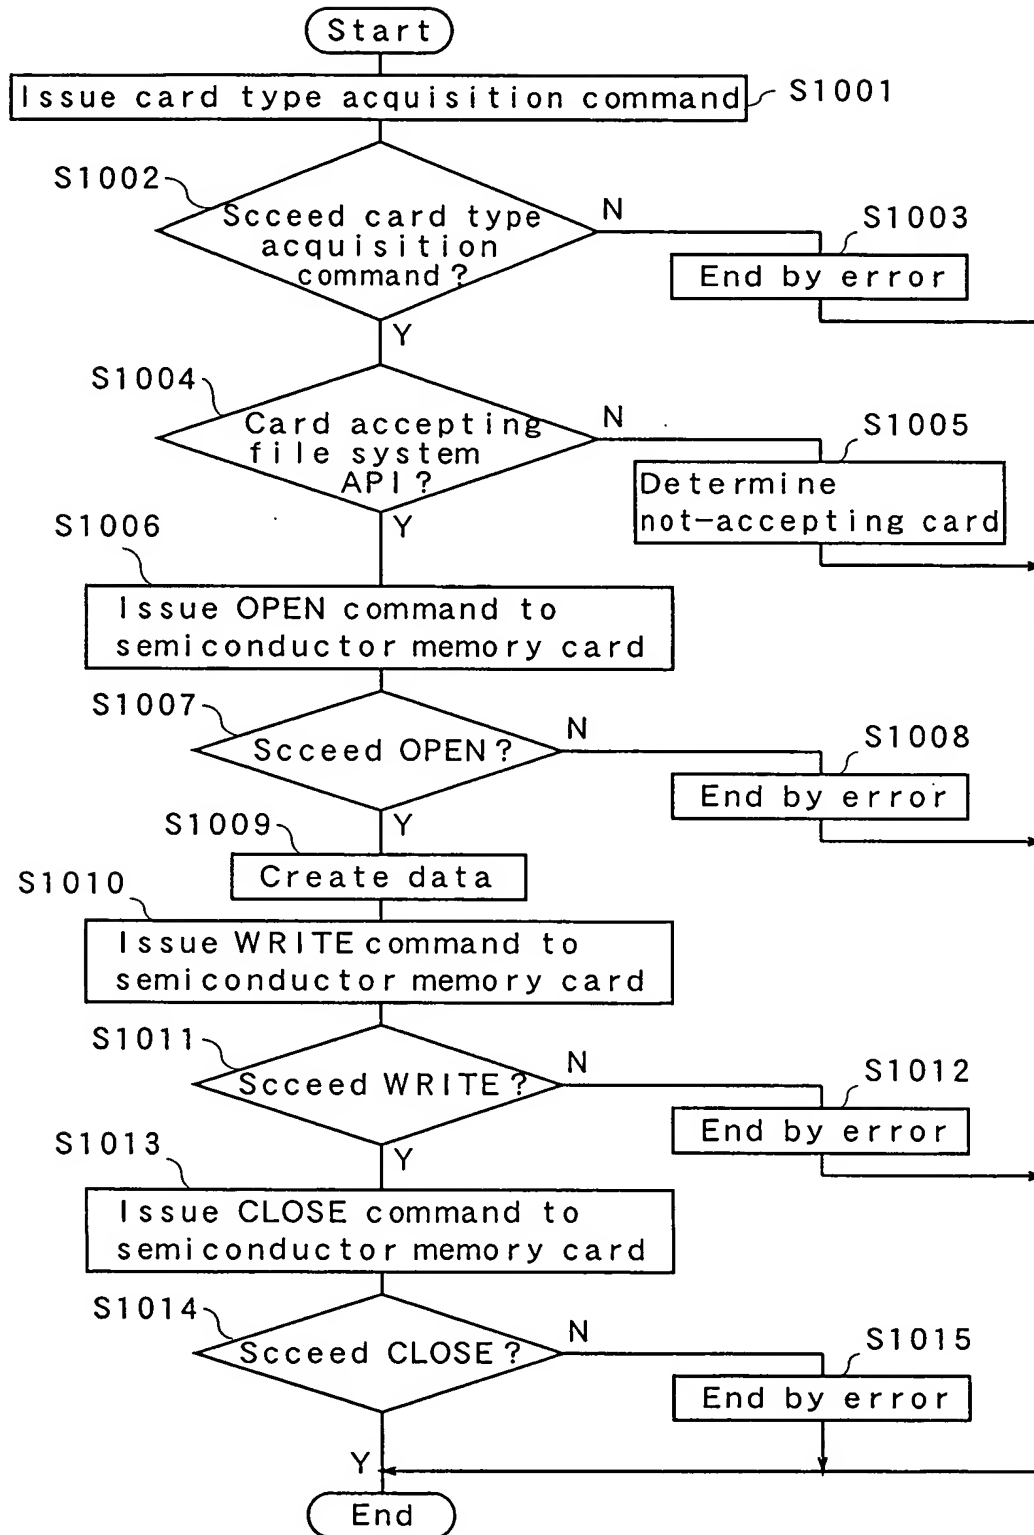 Start
Issue card type acquisition command
S1001
S1002
Scceed card type
acquisition
command?
N
S1003
End by error
Y
S1004
Card accepting
file system
API?
N
S1005
Determine
not-accepting card
Y
S1006
Issue OPEN command to
semiconductor memory card
S1007
Scceed OPEN?
N
S1008
End by error
Y
S1009
Create data
S1010
Issue WRITE command to
semiconductor memory card
S1011
Scceed WRITE?
N
S1012
End by error
Y
S1013
Issue CLOSE command to
semiconductor memory card
S1014
Scceed CLOSE?
N
S1015
End by error
Y
End